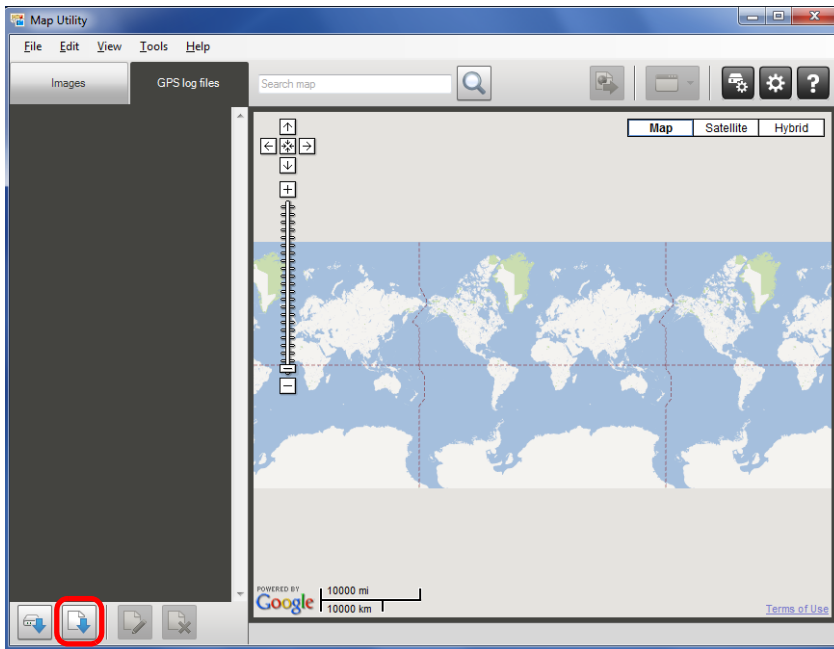 Map Utility
File Edit View Tools Help
Images GPS log files Search map
Map Satellite Hybrid
POWERED BY
Google
10000 mi
10000 km
Terms of Use